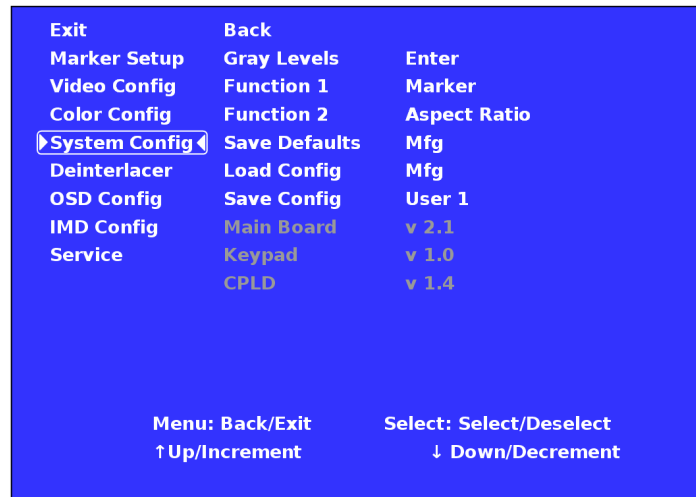 Exit Back
Marker Setup Gray Levels Enter
Video Config Function 1 Marker
Color Config Function 2 Aspect Ratio
System Config Save Defaults Mfg
Deinterlacer Load Config Mfg
OSD Config Save Config User 1
IMD Config Main Board v 2.1
Service Keypad v 1.0
CPLD v 1.4
Menu: Back/Exit Select: Select/Deselect
↑Up/Increment ↓ Down/Decrement